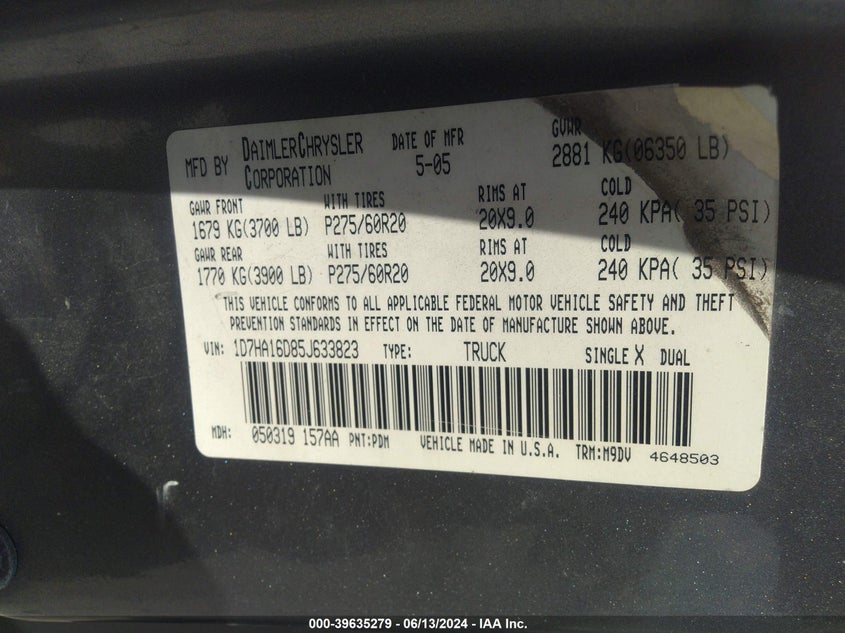 MFD BY DAIMLERCHRYSLER CORPORATION DATE OF MFR 5-05 GVWR 2881 KG(06350 LB)
GAWR FRONT WITH TIRES RIMS AT COLD
1679 KG(3700 LB) P275/60R20 20X9.0 240 KPA( 35 PSI)
GAWR REAR WITH TIRES RIMS AT COLD
1770 KG(3900 LB) P275/60R20 20X9.0 240 KPA( 35 PSI)
THIS VEHICLE CONFORMS TO ALL APPLICABLE FEDERAL MOTOR VEHICLE SAFETY AND THEFT
PREVENTION STANDARDS IN EFFECT ON THE DATE OF MANUFACTURE SHOWN ABOVE.
VIN: 1D7HA16D85J633823 TYPE: TRUCK SINGLE X DUAL
MDH: 050319 157AA PNT:PDM VEHICLE MADE IN U.S.A. TRM:M9DV 4648503
000-39635279 - 06/13/2024 - IAA Inc.